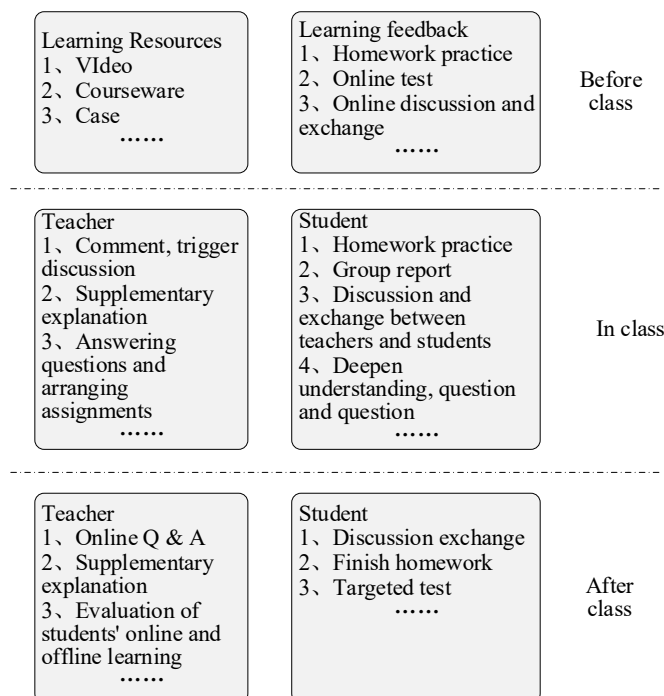 Learning Resources
1、VIdeo
2、Courseware
3、Case
……
Learning feedback
1、Homework practice
2、Online test
3、Online discussion and
exchange
……
Before
class
Teacher
1、Comment, trigger
discussion
2、Supplementary
explanation
3、Answering
questions and
arranging
assignments
……
Student
1、Homework practice
2、Group report
3、Discussion and
exchange between
teachers and students
4、Deepen
understanding, question
and question
……
In class
Teacher
1、Online Q & A
2、Supplementary
explanation
3、Evaluation of
students' online and
offline learning
……
Student
1、Discussion exchange
2、Finish homework
3、Targeted test
……
After
class